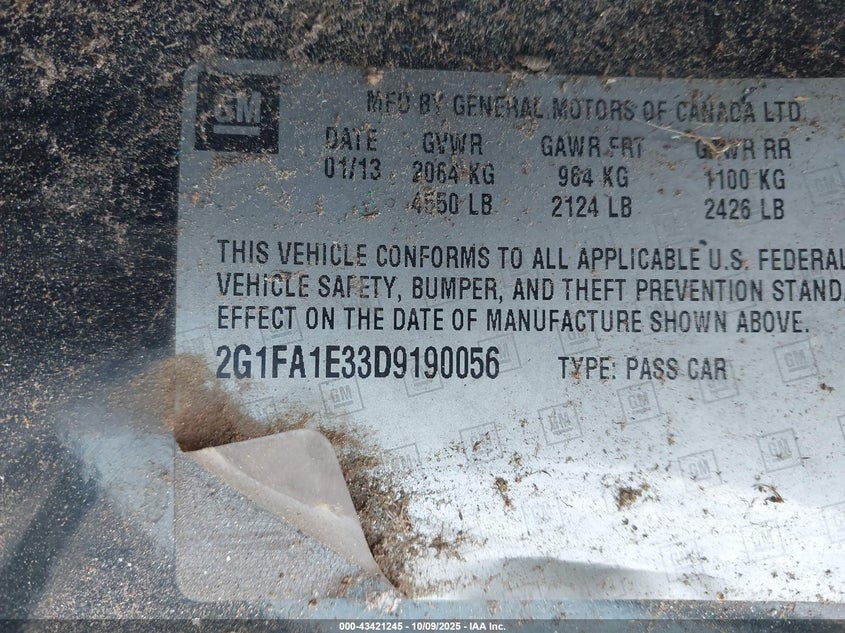 GM
MFD BY GENERAL MOTORS OF CANADA LTD
DATE GVWR GAWR FRT GAWR RR
01/13 2064 KG 964 KG 1100 KG
4550 LB 2124 LB 2426 LB
THIS VEHICLE CONFORMS TO ALL APPLICABLE U.S. FEDERAL
VEHICLE SAFETY, BUMPER, AND THEFT PREVENTION STAND
EFFECT ON THE DATE OF MANUFACTURE SHOWN ABOVE.
2G1FA1E33D9190056 TYPE: PASS CAR
000-43421245 - 10/09/2025 - IAA Inc.